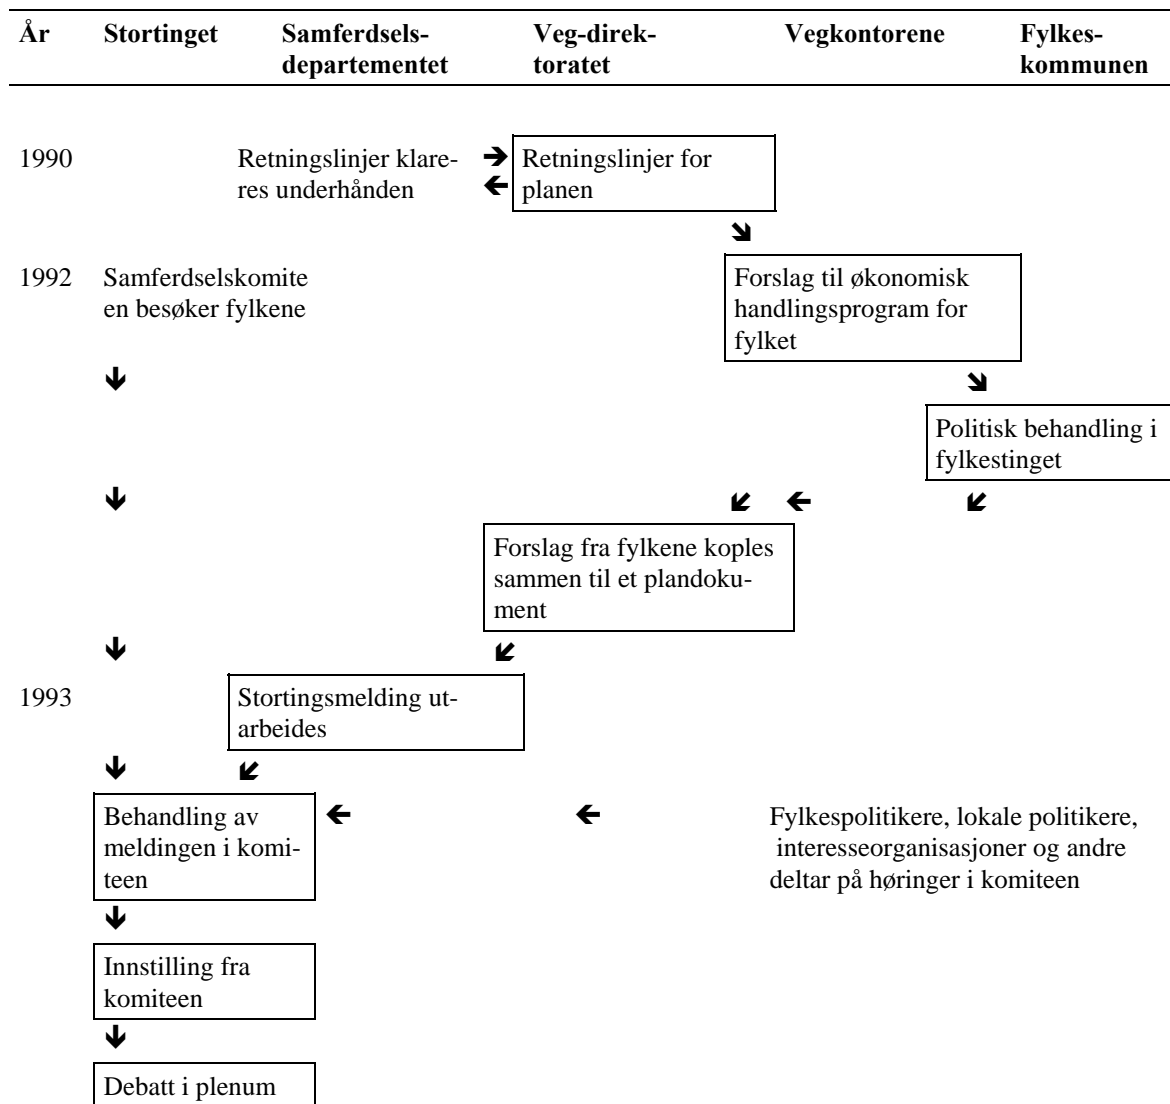 År Stortinget Samferdsels- Veg-direk- Vegkontorene Fylkes-
departementet toratet kommunen
1990 Retningslinjer klare- ➔ Retningslinjer for
res underhånden 🡸 planen
1992 Samferdselskomite Forslag til økonomisk
en besøker fylkene handlingsprogram for
fylket
Politisk behandling i
fylkestinget
Forslag fra fylkene koples
sammen til et plandoku-
ment
1993 Stortingsmelding ut-
arbeides
Behandling av Fylkespolitikere, lokale politikere,
meldingen i komi- interesseorganisasjoner og andre
teen deltar på høringer i komiteen
Innstilling fra
komiteen
Debatt i plenum